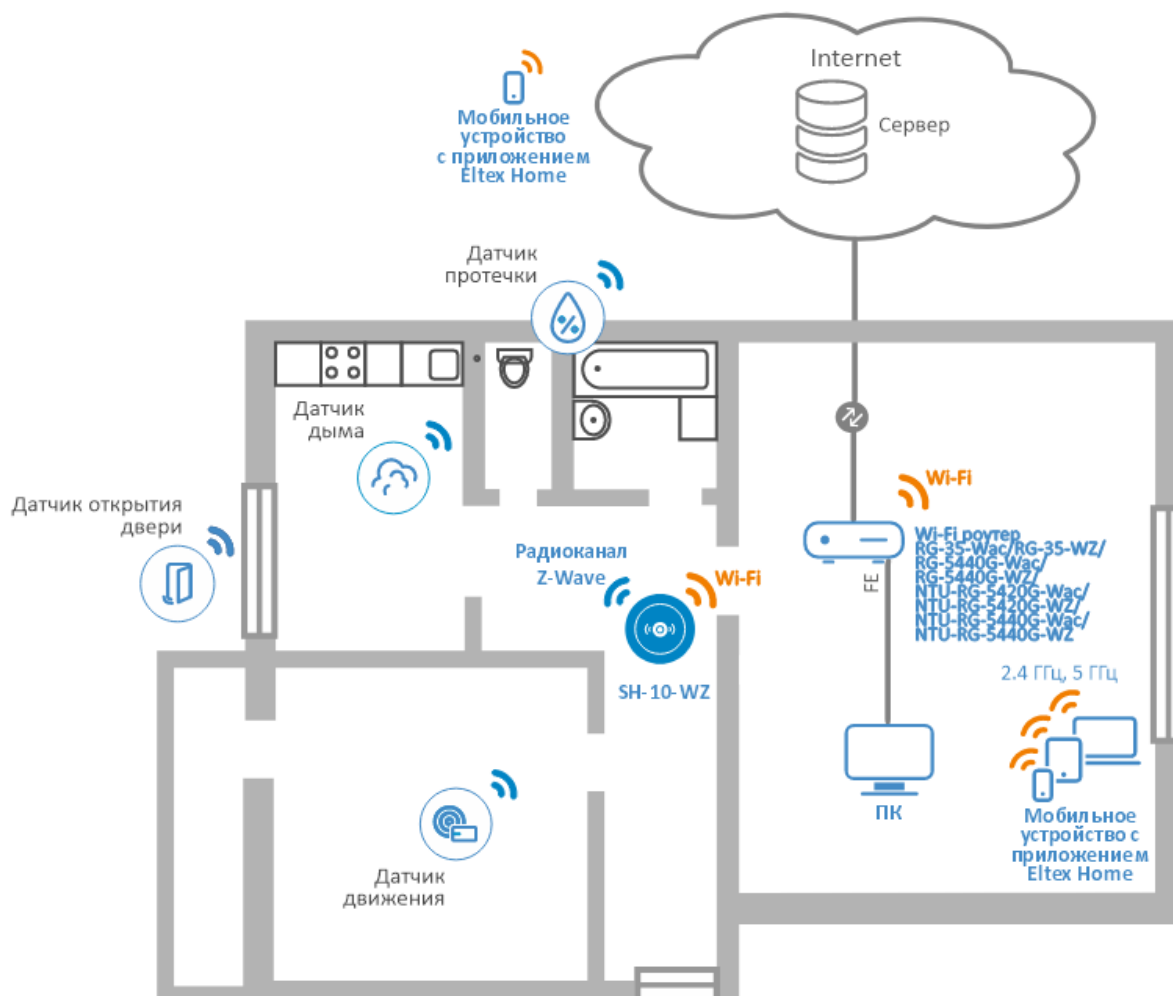 Internet
Сервер
Мобильное
устройство
с приложением
Eltex Home
Датчик
протечки
Датчик
дыма
Датчик открытия
двери
Wi-Fi
Wi-Fi роутер
RG-35-Wac/RG-35-WZ/
RG-5440G-Wac/
RG-5440G-WZ/
NTU-RG-5420G-Wac/
NTU-RG-5420G-WZ/
NTU-RG-5440G-Wac/
NTU-RG-5440G-WZ
FE
Радиоканал
Z-Wave
Wi-Fi
SH-10-WZ
2.4 ГГц, 5 ГГц
ПК
Мобильное
устройство с
приложением
Eltex Home
Датчик
движения